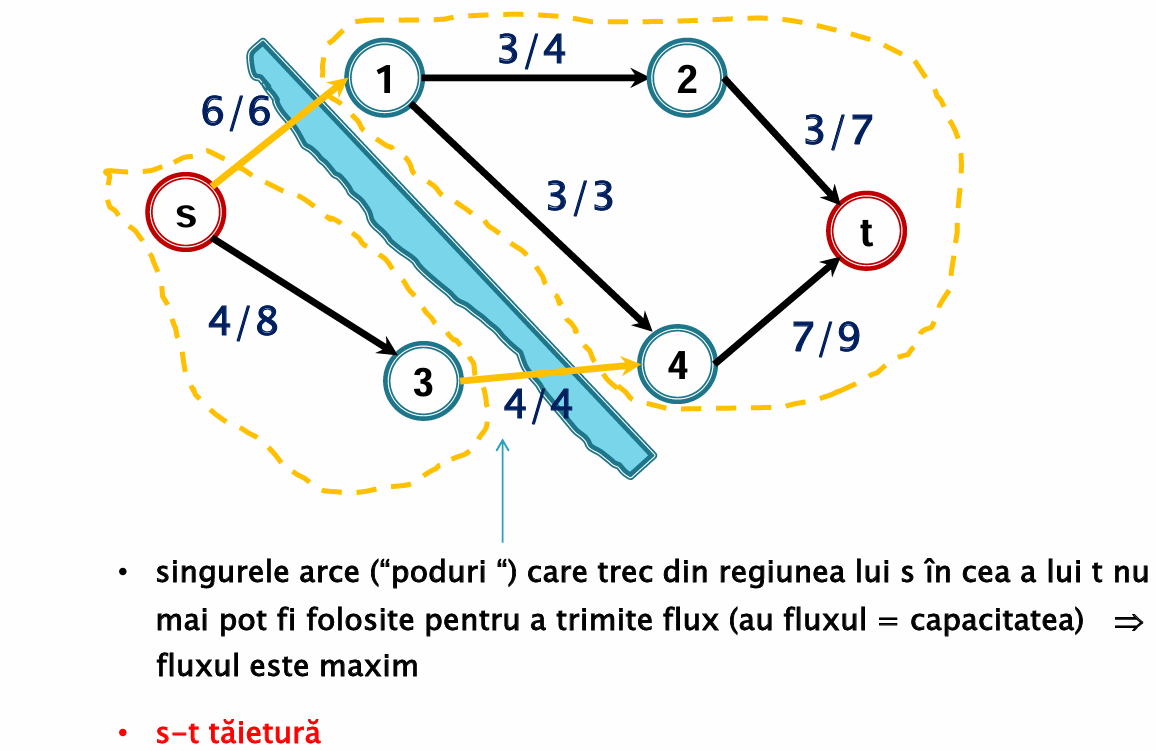 3/4
1
2
6/6
3/7
3/3
s
t
4/8
7/9
4
3
4/4
• singurele arce (“poduri “) care trec din regiunea lui s în cea a lui t nu
mai pot fi folosite pentru a trimite flux (au fluxul = capacitatea) ⇒
fluxul este maxim
• s-t tăietură